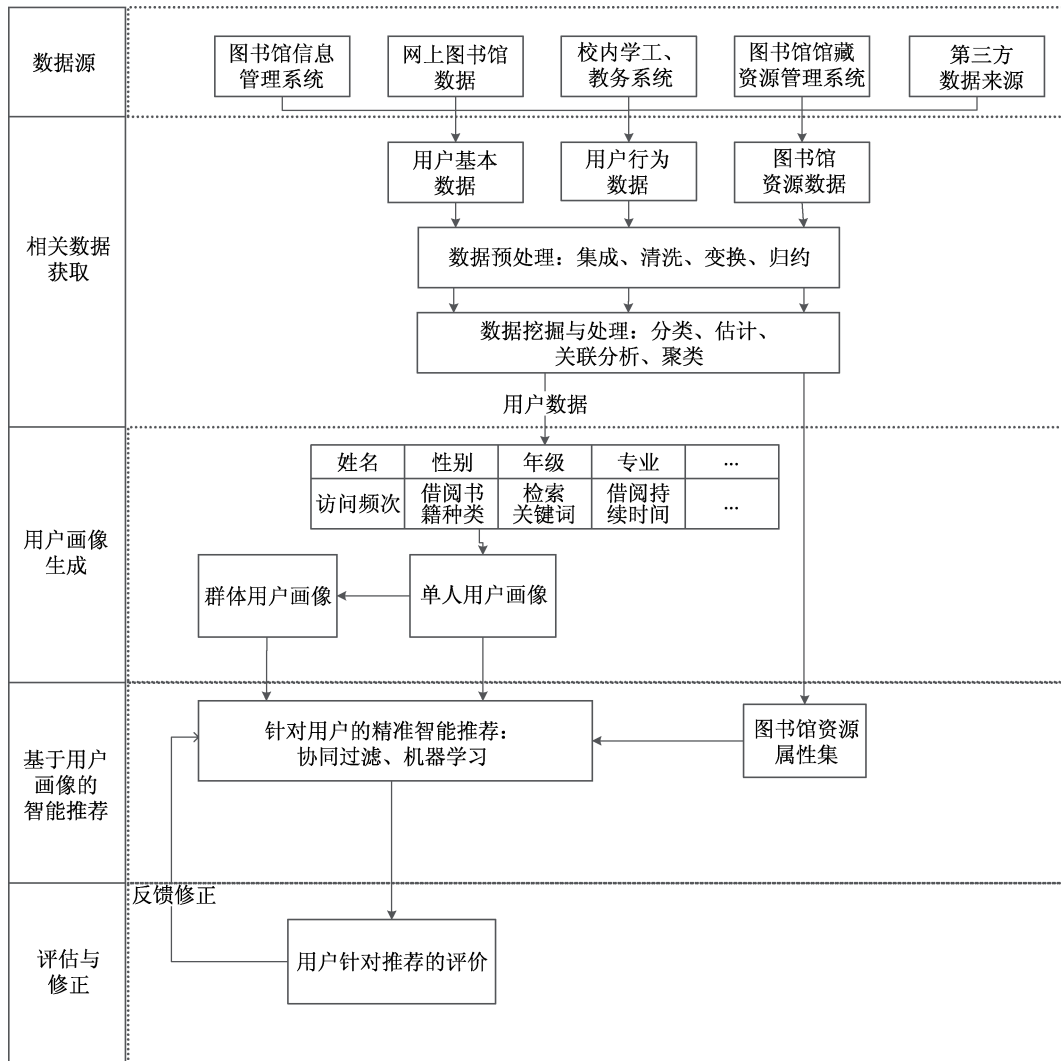 数据源
图书馆信息
管理系统
网上图书馆
数据
校内学工、
教务系统
图书馆馆藏
资源管理系统
第三方
数据来源
相关数据
获取
用户基本
数据
用户行为
数据
图书馆
资源数据
数据预处理：集成、清洗、变换、归约
数据挖掘与处理：分类、估计、
关联分析、聚类
用户数据
用户画像
生成
姓名
性别
年级
专业
...
访问频次
借阅书
籍种类
检索
关键词
借阅持
续时间
...
群体用户画像
单人用户画像
基于用户
画像的
智能推荐
针对用户的精准智能推荐：
协同过滤、机器学习
图书馆资源
属性集
反馈修正
评估与
修正
用户针对推荐的评价